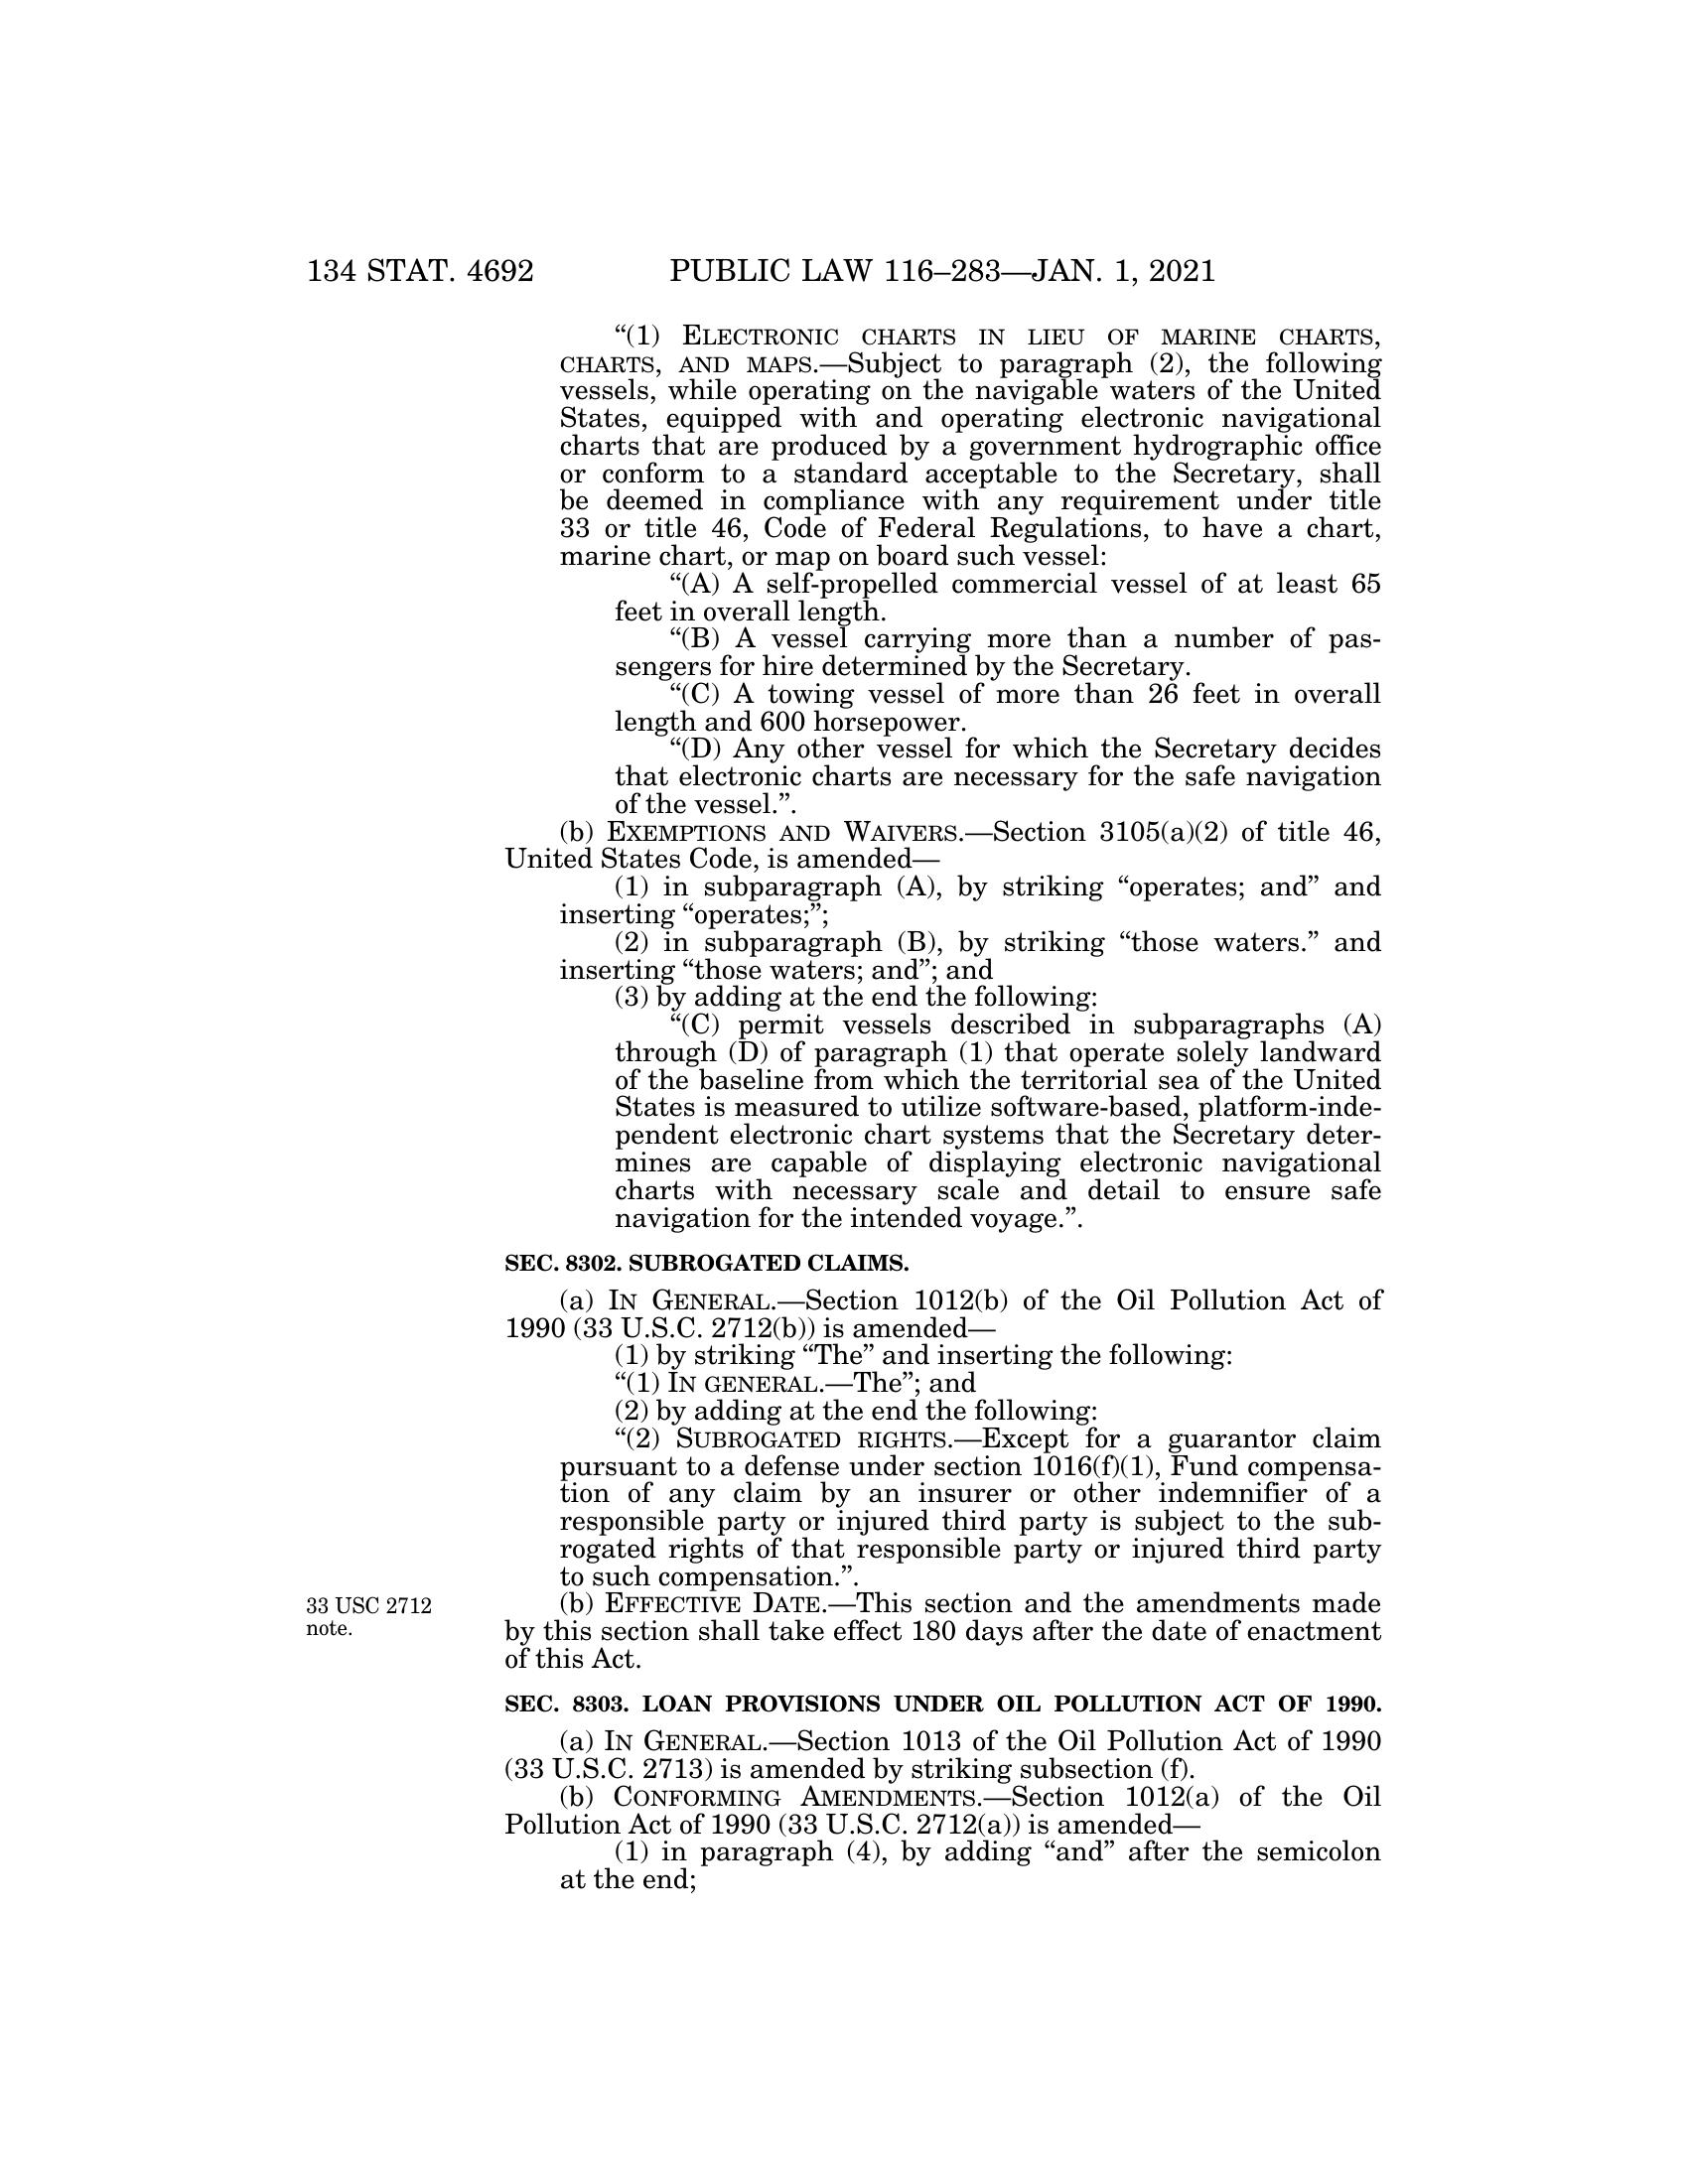 134 STAT. 4692 PUBLIC LAW 116–283—JAN. 1, 2021
“(1) ELECTRONIC CHARTS IN LIEU OF MARINE CHARTS,
CHARTS, AND MAPS.—Subject to paragraph (2), the following
vessels, while operating on the navigable waters of the United
States, equipped with and operating electronic navigational
charts that are produced by a government hydrographic office
or conform to a standard acceptable to the Secretary, shall
be deemed in compliance with any requirement under title
33 or title 46, Code of Federal Regulations, to have a chart,
marine chart, or map on board such vessel:
“(A) A self-propelled commercial vessel of at least 65
feet in overall length.
“(B) A vessel carrying more than a number of pas-
sengers for hire determined by the Secretary.
“(C) A towing vessel of more than 26 feet in overall
length and 600 horsepower.
“(D) Any other vessel for which the Secretary decides
that electronic charts are necessary for the safe navigation
of the vessel.”.
(b) EXEMPTIONS AND WAIVERS.—Section 3105(a)(2) of title 46,
United States Code, is amended—
(1) in subparagraph (A), by striking “operates; and” and
inserting “operates;”;
(2) in subparagraph (B), by striking “those waters.” and
inserting “those waters; and”; and
(3) by adding at the end the following:
“(C) permit vessels described in subparagraphs (A)
through (D) of paragraph (1) that operate solely landward
of the baseline from which the territorial sea of the United
States is measured to utilize software-based, platform-inde-
pendent electronic chart systems that the Secretary deter-
mines are capable of displaying electronic navigational
charts with necessary scale and detail to ensure safe
navigation for the intended voyage.”.
SEC. 8302. SUBROGATED CLAIMS.
(a) IN GENERAL.—Section 1012(b) of the Oil Pollution Act of
1990 (33 U.S.C. 2712(b)) is amended—
(1) by striking “The” and inserting the following:
“(1) IN GENERAL.—The”; and
(2) by adding at the end the following:
“(2) SUBROGATED RIGHTS.—Except for a guarantor claim
pursuant to a defense under section 1016(f)(1), Fund compensa-
tion of any claim by an insurer or other indemnifier of a
responsible party or injured third party is subject to the sub-
rogated rights of that responsible party or injured third party
to such compensation.”.
33 USC 2712
note.
(b) EFFECTIVE DATE.—This section and the amendments made
by this section shall take effect 180 days after the date of enactment
of this Act.
SEC. 8303. LOAN PROVISIONS UNDER OIL POLLUTION ACT OF 1990.
(a) IN GENERAL.—Section 1013 of the Oil Pollution Act of 1990
(33 U.S.C. 2713) is amended by striking subsection (f).
(b) CONFORMING AMENDMENTS.—Section 1012(a) of the Oil
Pollution Act of 1990 (33 U.S.C. 2712(a)) is amended—
(1) in paragraph (4), by adding “and” after the semicolon
at the end;